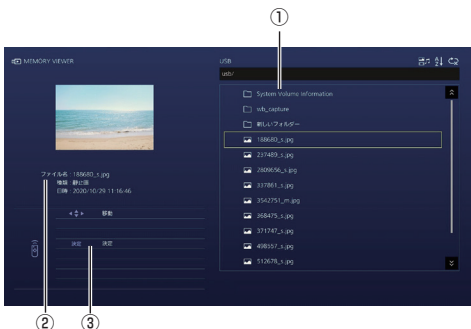 ①
MEMORY VIEWER
USB
usb/
System Volume Information
wb_capture
新しいフォルダー
188680_s.jpg
237489_s.jpg
2809656_s.jpg
337861_s.jpg
3542751_m.jpg
368475_s.jpg
371747_s.jpg
498557_s.jpg
512678_s.jpg
ファイル名 : 188680_s.jpg
種類 : 静止画
日時 : 2020/10/29 11:16:46
移動
決定 決定
② ③